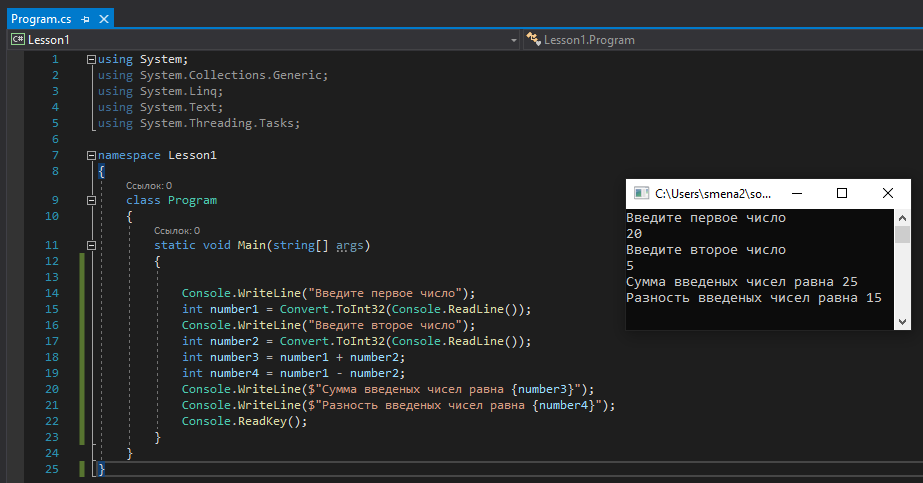 Program.cs
Lesson1
Lesson1.Program
1 using System;
2 using System.Collections.Generic;
3 using System.Linq;
4 using System.Text;
5 using System.Threading.Tasks;
6
7 namespace Lesson1
8 {
Ссылок: 0
9 class Program
10 {
Ссылок: 0
11 static void Main(string[] args)
12 {
13
14 Console.WriteLine("Введите первое число");
15 int number1 = Convert.ToInt32(Console.ReadLine());
16 Console.WriteLine("Введите второе число");
17 int number2 = Convert.ToInt32(Console.ReadLine());
18 int number3 = number1 + number2;
19 int number4 = number1 - number2;
20 Console.WriteLine($"Сумма введеных чисел равна {number3}");
21 Console.WriteLine($"Разность введеных чисел равна {number4}");
22 Console.ReadKey();
23 }
24 }
25 }
C:\Users\smena2\so...
Введите первое число
20
Введите второе число
5
Сумма введеных чисел равна 25
Разность введеных чисел равна 15